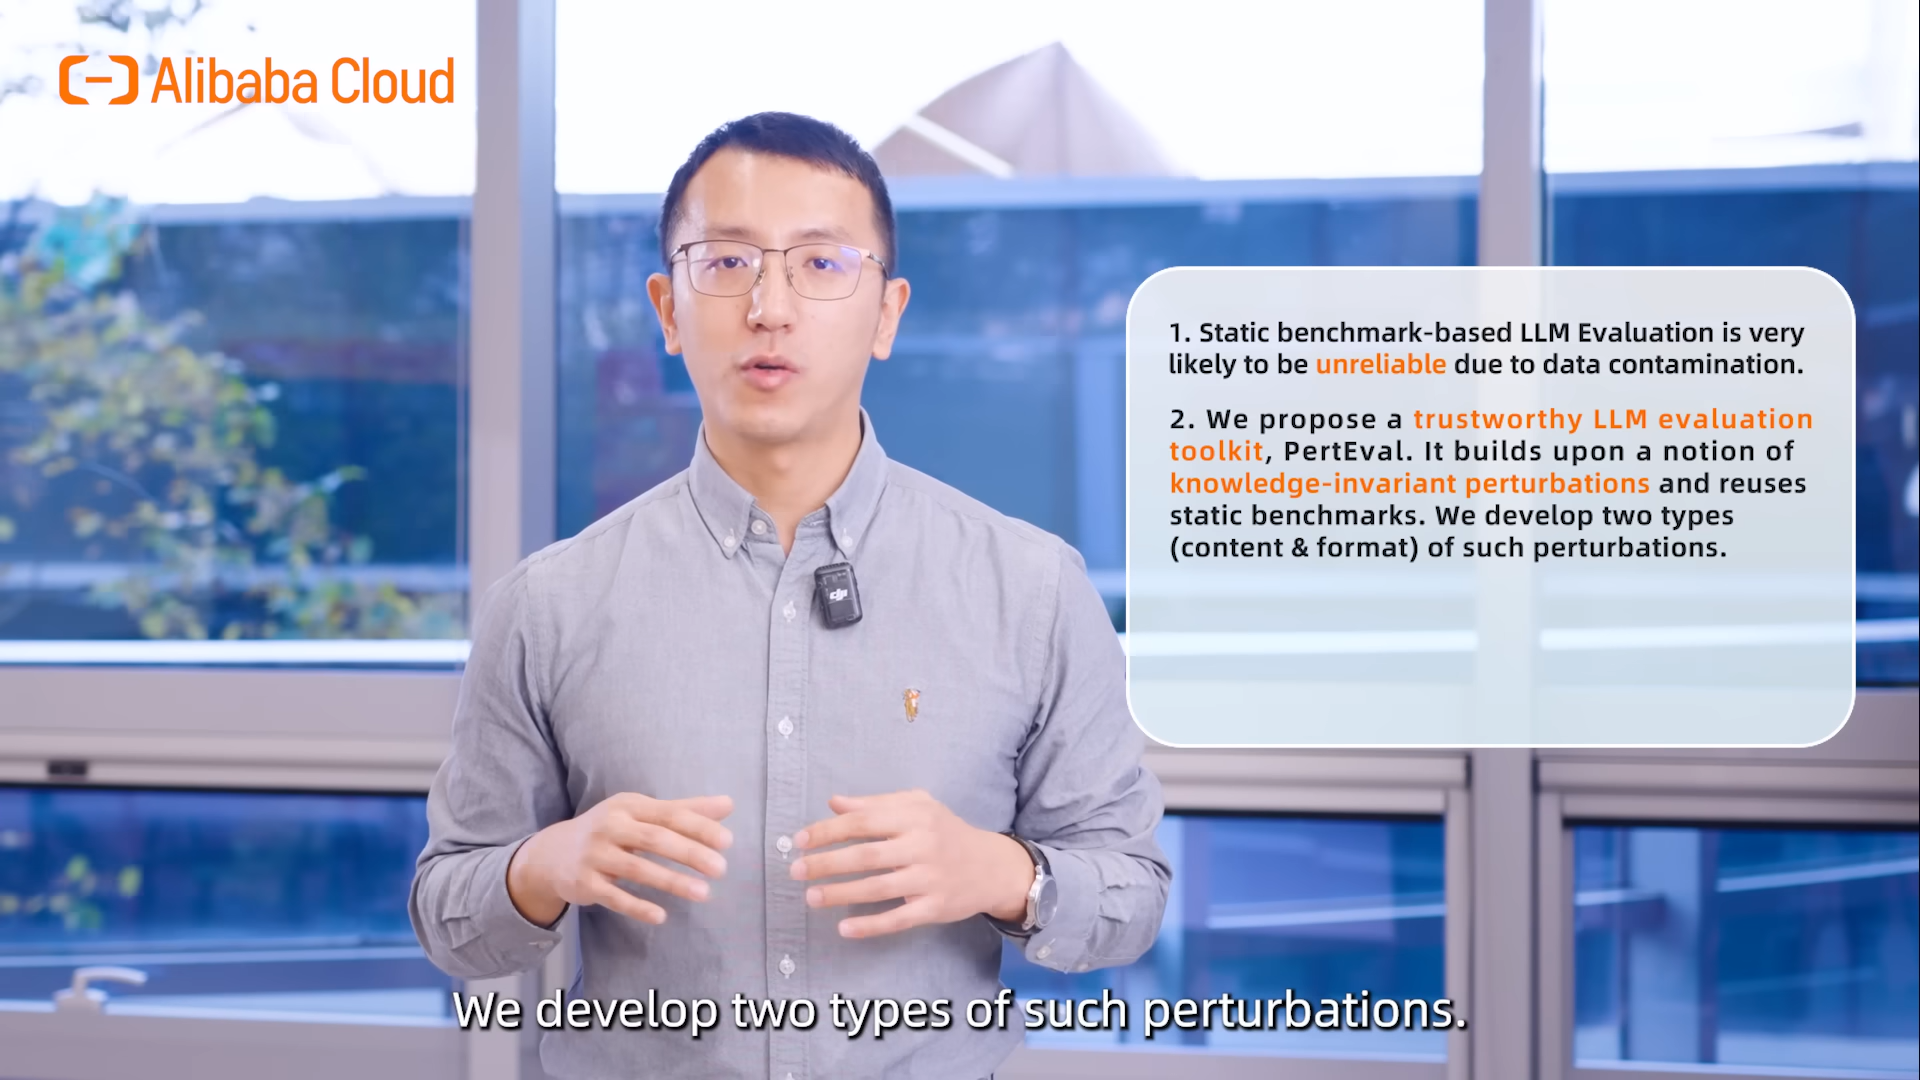 Alibaba Cloud
1. Static benchmark-based LLM Evaluation is very
likely to be unreliable due to data contamination.
2. We propose a trustworthy LLM evaluation
toolkit, PertEval. It builds upon a notion of
knowledge-invariant perturbations and reuses
static benchmarks. We develop two types
(content & format) of such perturbations.
dji
We develop two types of such perturbations.